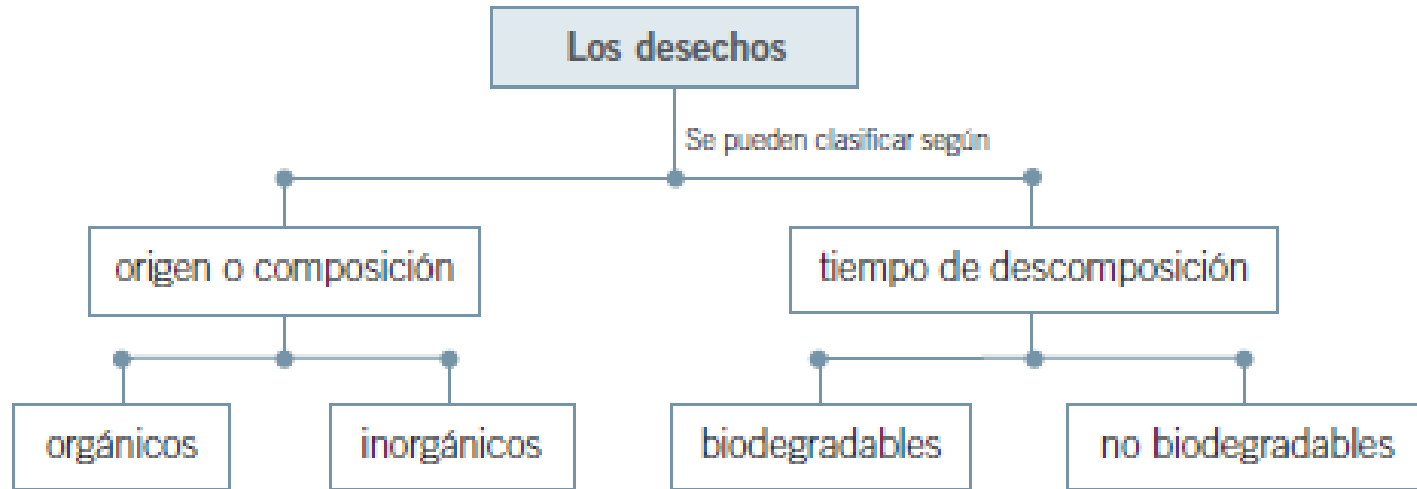 Los desechos
Se pueden clasificar según
origen o composición
tiempo de descomposición
orgánicos
inorgánicos
biodegradables
no biodegradables